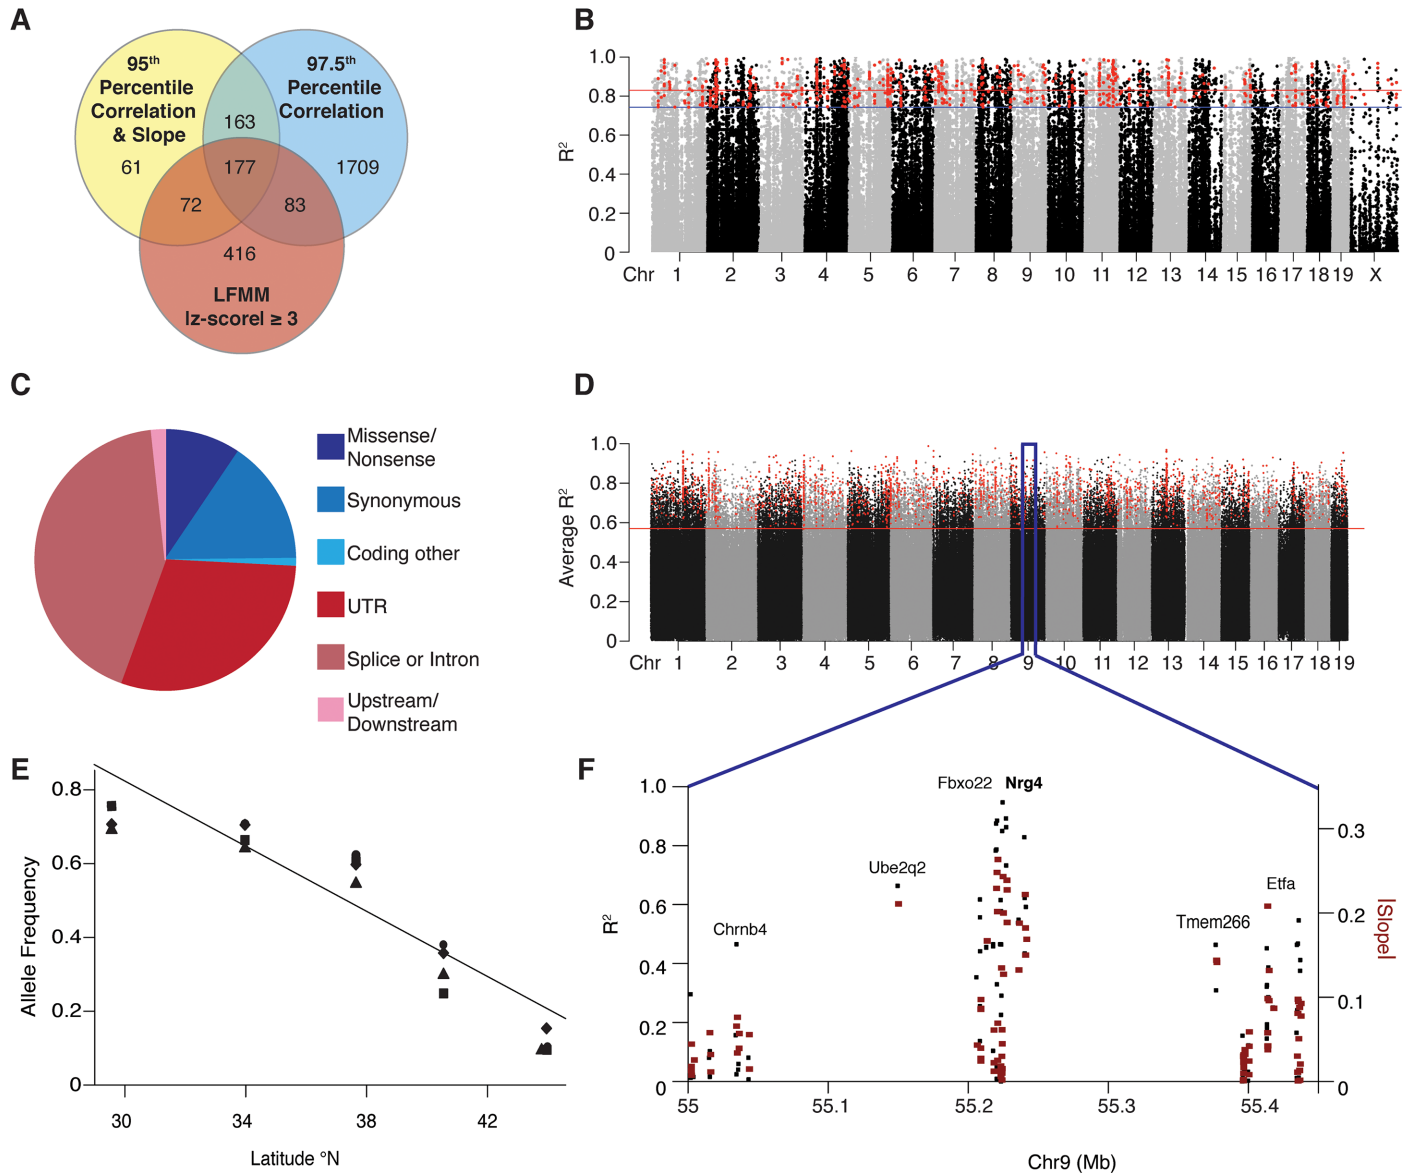 A
95th
Percentile
Correlation
& Slope
97.5th
Percentile
Correlation
163
61
177
1709
72
83
416
LFMM
lz-scorel ≥ 3
B
1.0
0.8
0.6
0.4
0.2
0
R2
Chr 1 2 3 4 5 6 7 8 9 10 11 12 13 14 15 16 17 18 19 X
C
Missense/
Nonsense
Synonymous
Coding other
UTR
Splice or Intron
Upstream/
Downstream
D
1.0
0.8
0.6
0.4
0.2
0
Average R2
Chr 1 2 3 4 5 6 7 8 9 10 11 12 13 14 15 16 17 18 19
E
0.8
0.6
0.4
0.2
0
Allele Frequency
30 34 38 42
Latitude °N
F
1.0
0.8
0.6
0.4
0.2
0
R2
Fbxo22 Nrg4
Ube2q2
Chrnb4
Etfa
Tmem266
0.3
0.2
0.1
0
lSlopel
55 55.1 55.2 55.3 55.4
Chr9 (Mb)